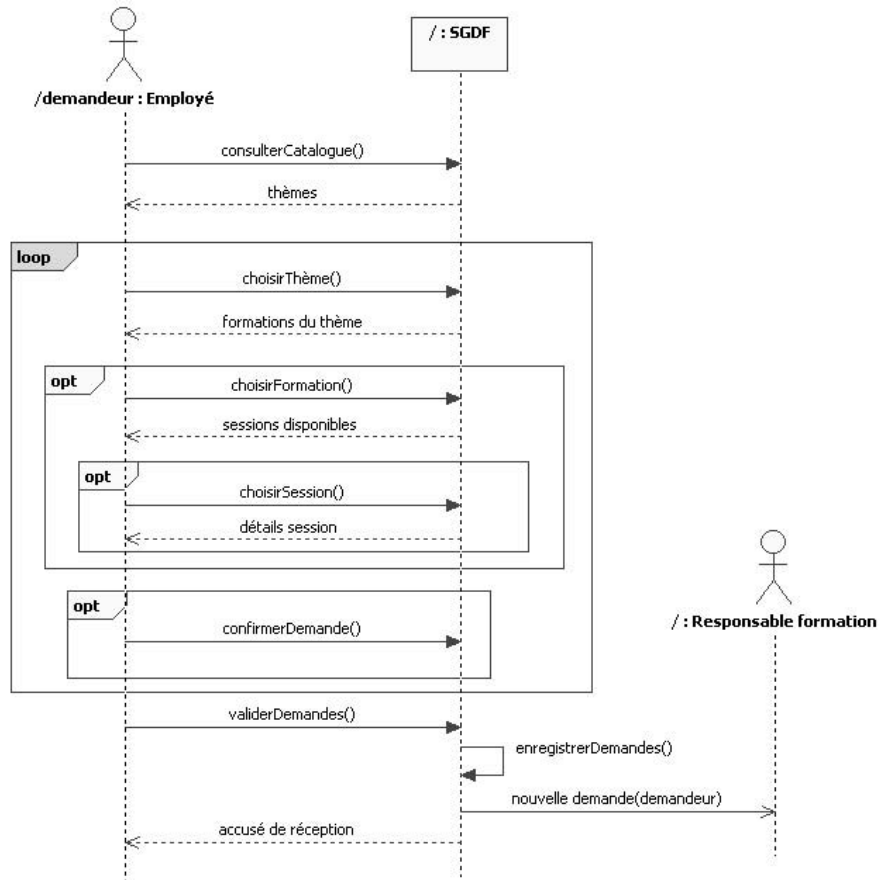 / : SGDF
/demandeur : Employé
consulterCatalogue()
thèmes
loop
choisirThème()
formations du thème
opt
choisirFormation()
sessions disponibles
opt
choisirSession()
détails session
opt
confirmerDemande()
/ : Responsable formation
validerDemandes()
enregistrerDemandes()
nouvelle demande(demandeur)
accusé de réception